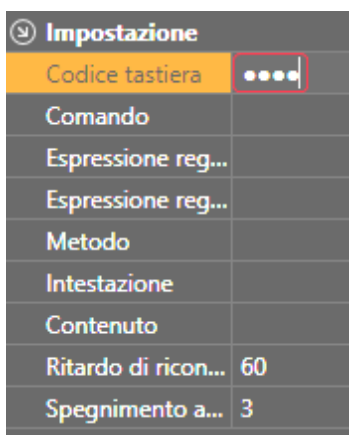 Impostazione
Codice tastiera ●●●●
Comando
Espressione reg...
Espressione reg...
Metodo
Intestazione
Contenuto
Ritardo di ricon... 60
Spegnimento a... 3